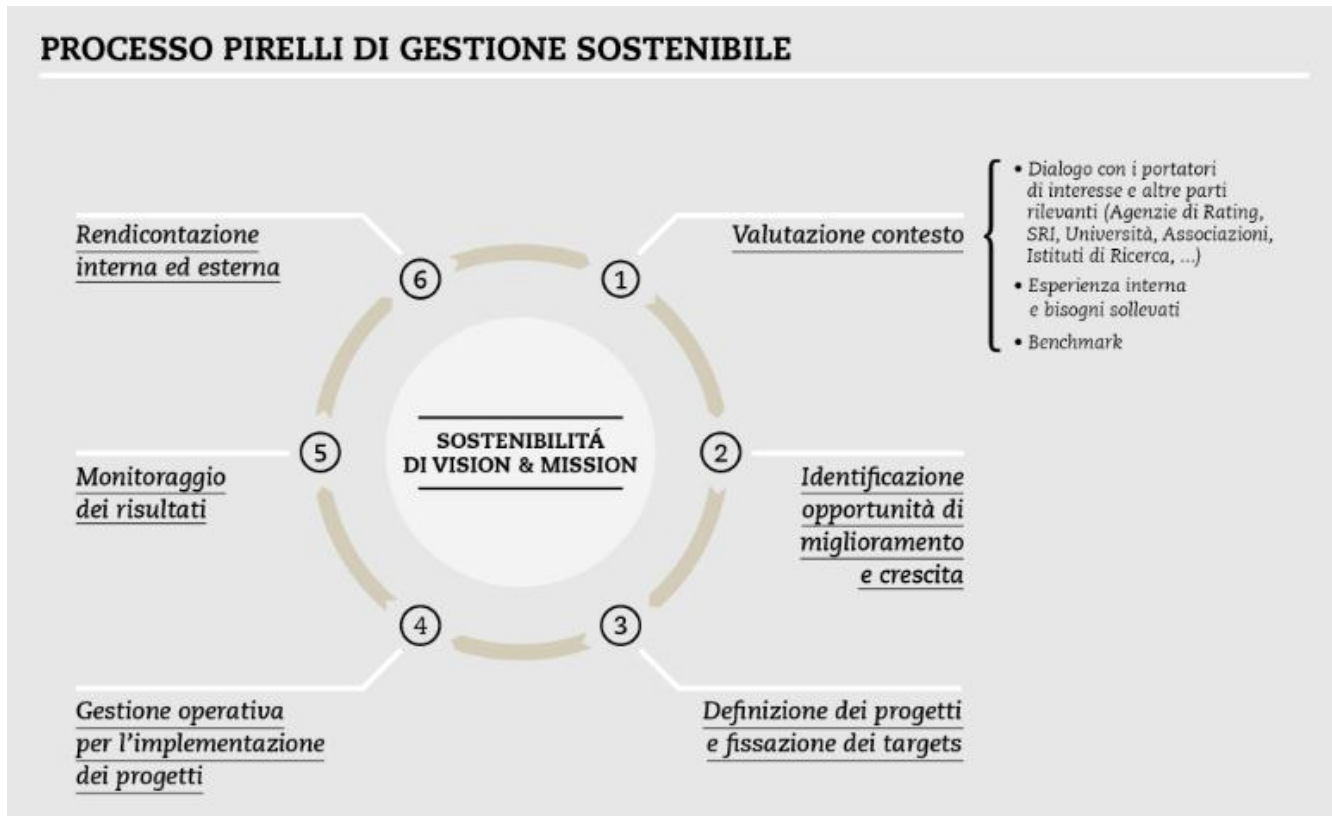 PROCESSO PIRELLI DI GESTIONE SOSTENIBILE
Rendicontazione
interna ed esterna
6
1
Valutazione contesto
• Dialogo con i portatori
di interesse e altre parti
rilevanti (Agenzie di Rating,
SRI, Università, Associazioni,
Istituti di Ricerca, ...)
• Esperienza interna
e bisogni sollevati
• Benchmark
SOSTENIBILITÁ
DI VISION & MISSION
5
Monitoraggio
dei risultati
2
Identificazione
opportunità di
miglioramento
e crescita
4
Gestione operativa
per l'implementazione
dei progetti
3
Definizione dei progetti
e fissazione dei targets